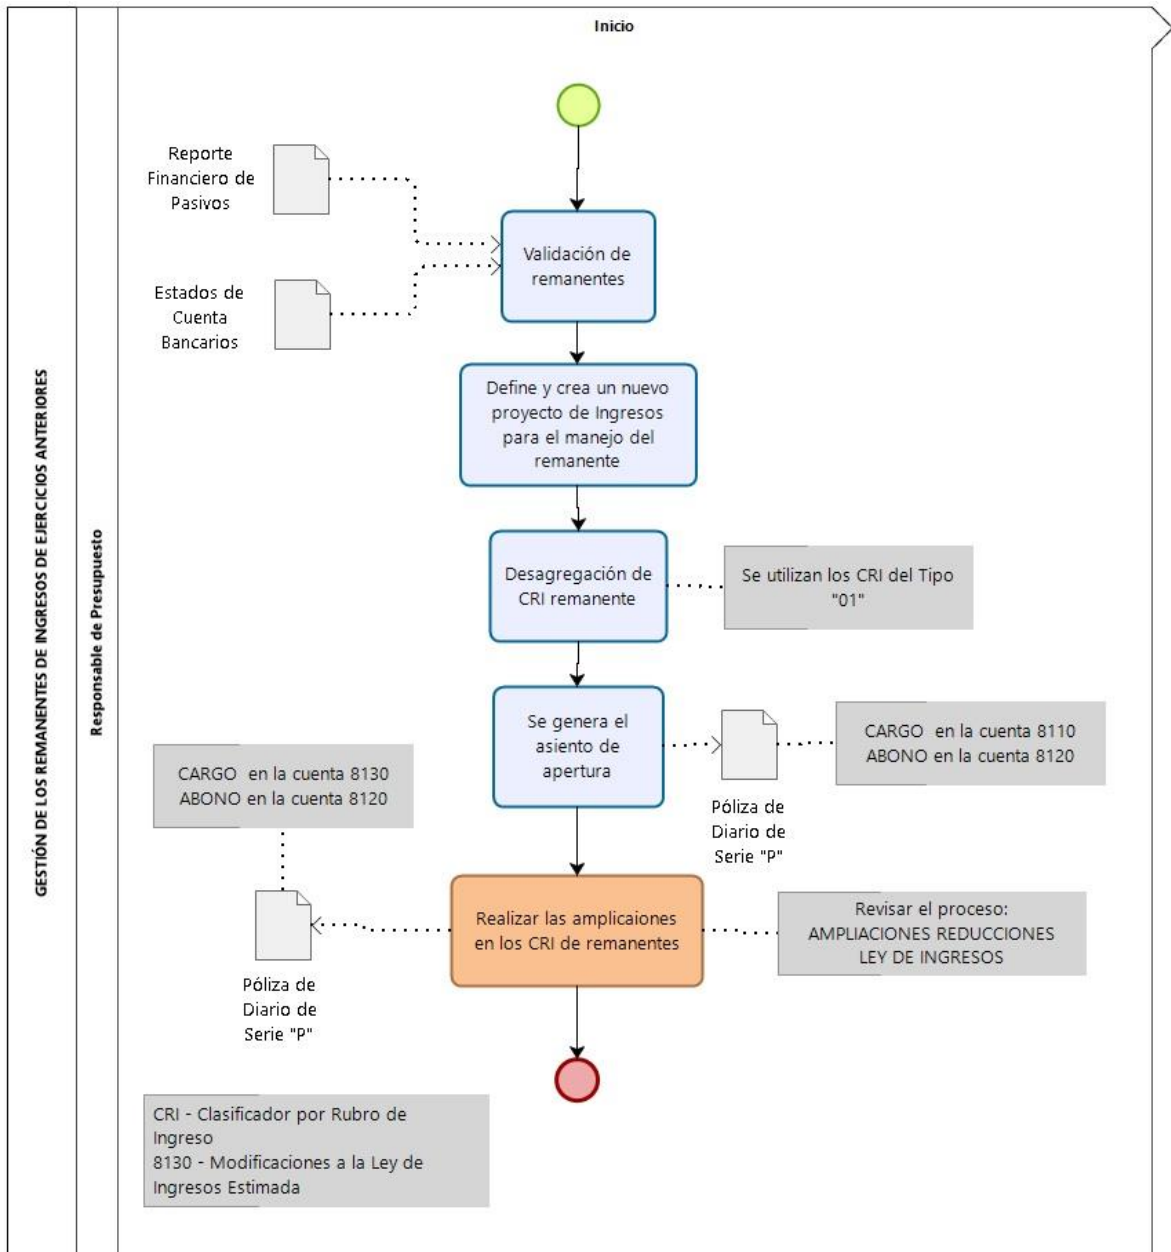 GESTIÓN DE LOS REMANENTES DE INGRESOS DE EJERCICIOS ANTERIORES
Responsable de Presupuesto
Inicio
Reporte
Financiero de
Pasivos
Estados de
Cuenta
Bancarios
Validación de
remanentes
Define y crea un nuevo
proyecto de Ingresos
para el manejo del
remanente
Desagregación de
CRI remanente
Se utilizan los CRI del Tipo
"01"
Se genera el
asiento de
apertura
Póliza de
Diario de
Serie "P"
CARGO en la cuenta 8110
ABONO en la cuenta 8120
CARGO en la cuenta 8130
ABONO en la cuenta 8120
Póliza de
Diario de
Serie "P"
Realizar las amplicaiones
en los CRI de remanentes
Revisar el proceso:
AMPLIACIONES REDUCCIONES
LEY DE INGRESOS
CRI - Clasificador por Rubro de
Ingreso
8130 - Modificaciones a la Ley de
Ingresos Estimada